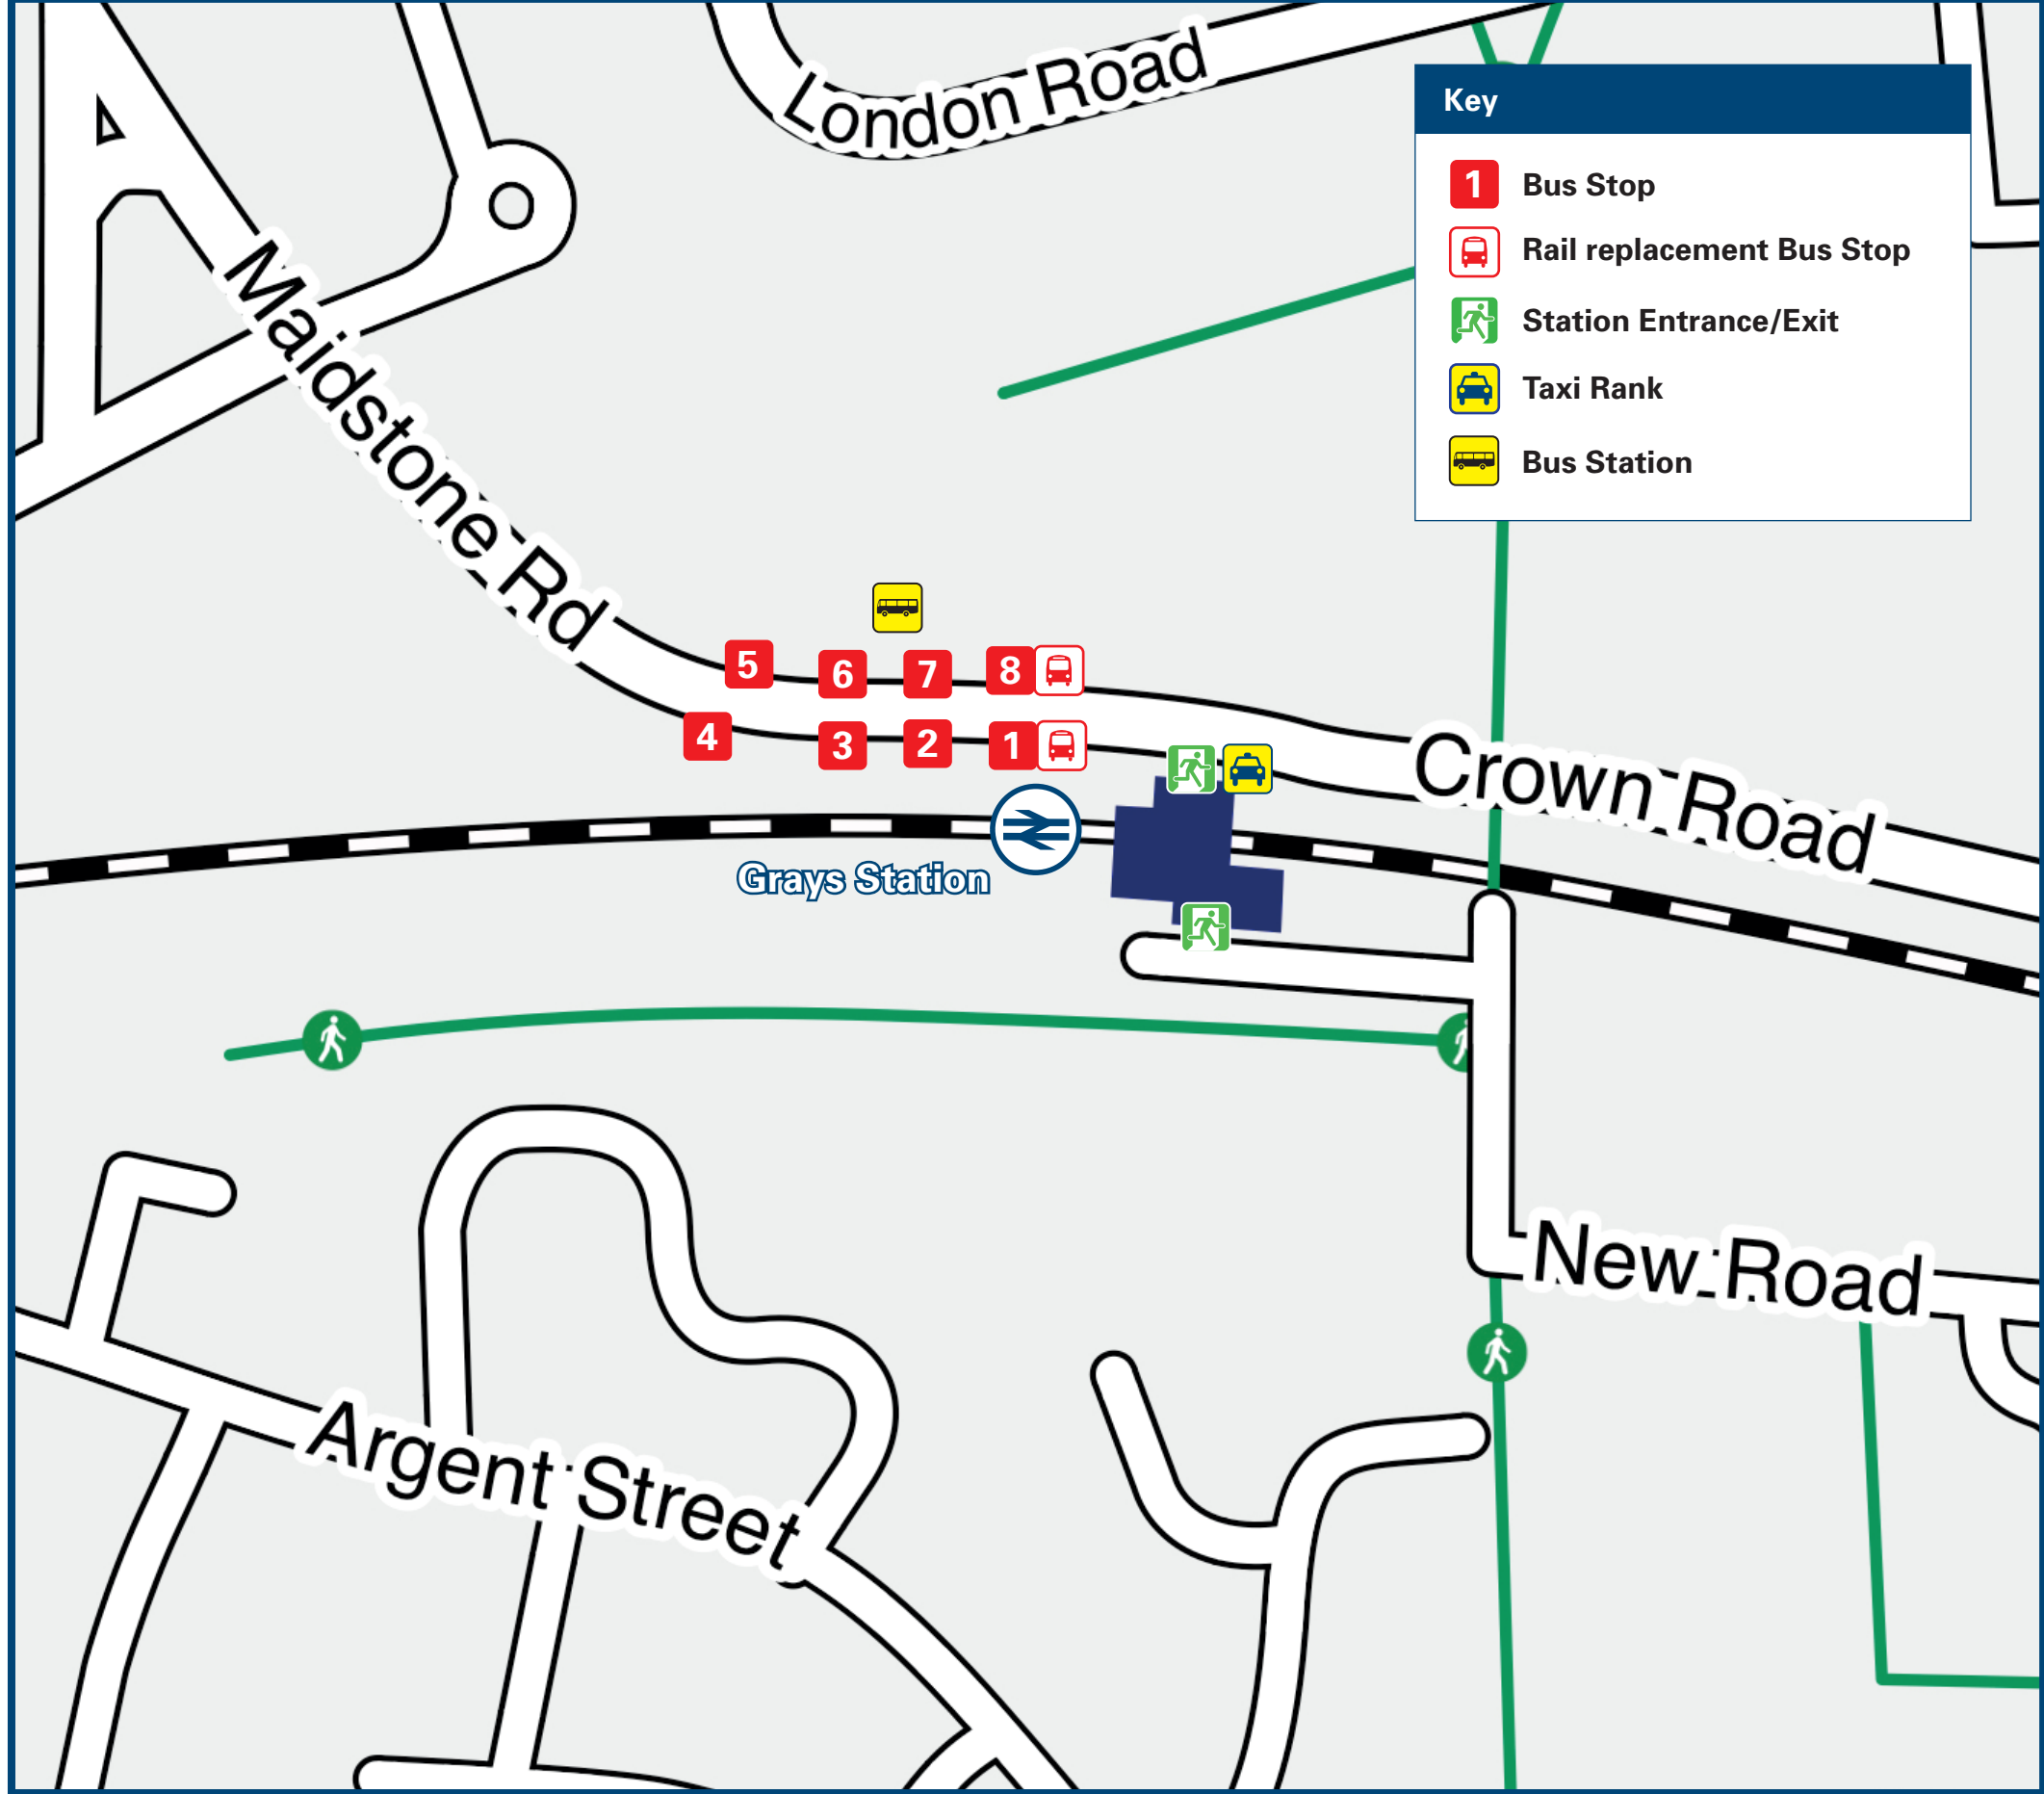 London Road
Key
1 Bus Stop
Rail replacement Bus Stop
Station Entrance/Exit
Taxi Rank
Bus Station
Maidstone Rd
5 6 7 8
4 3 2 1
Crown Road
Grays Station
New Road
Argent Street